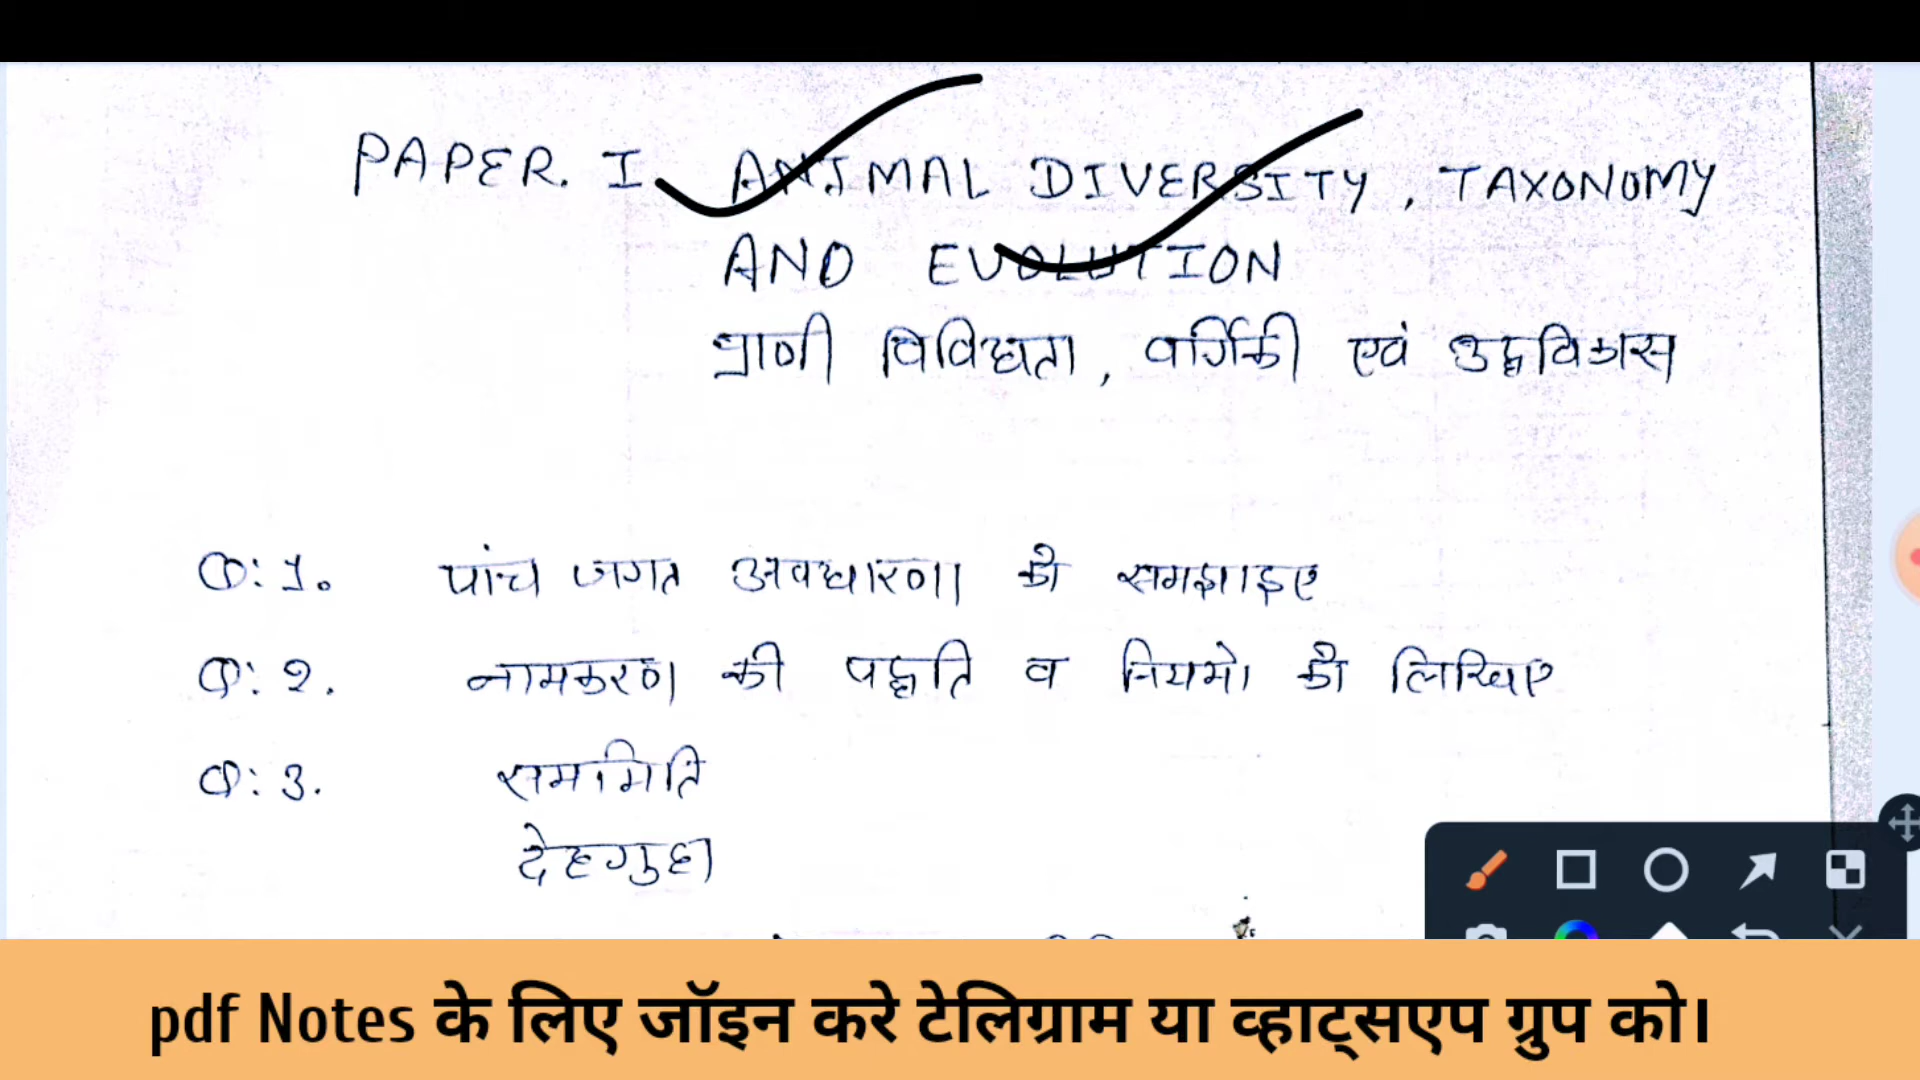 PAPER. I ANIMAL DIVERSITY, TAXONOMY
AND EVOLUTION
प्राणी विविधता, वर्गिकी एवं उद्धविकास
Q: 1. पांच जगत अवधारणा को समझाइए
Q: 2. नामकरण की पद्धति व नियमो को लिखिए
Q: 3. सममिति
देहगुहा
pdf Notes के लिए जॉइन करे टेलिग्राम या व्हाट्सएप ग्रुप को।